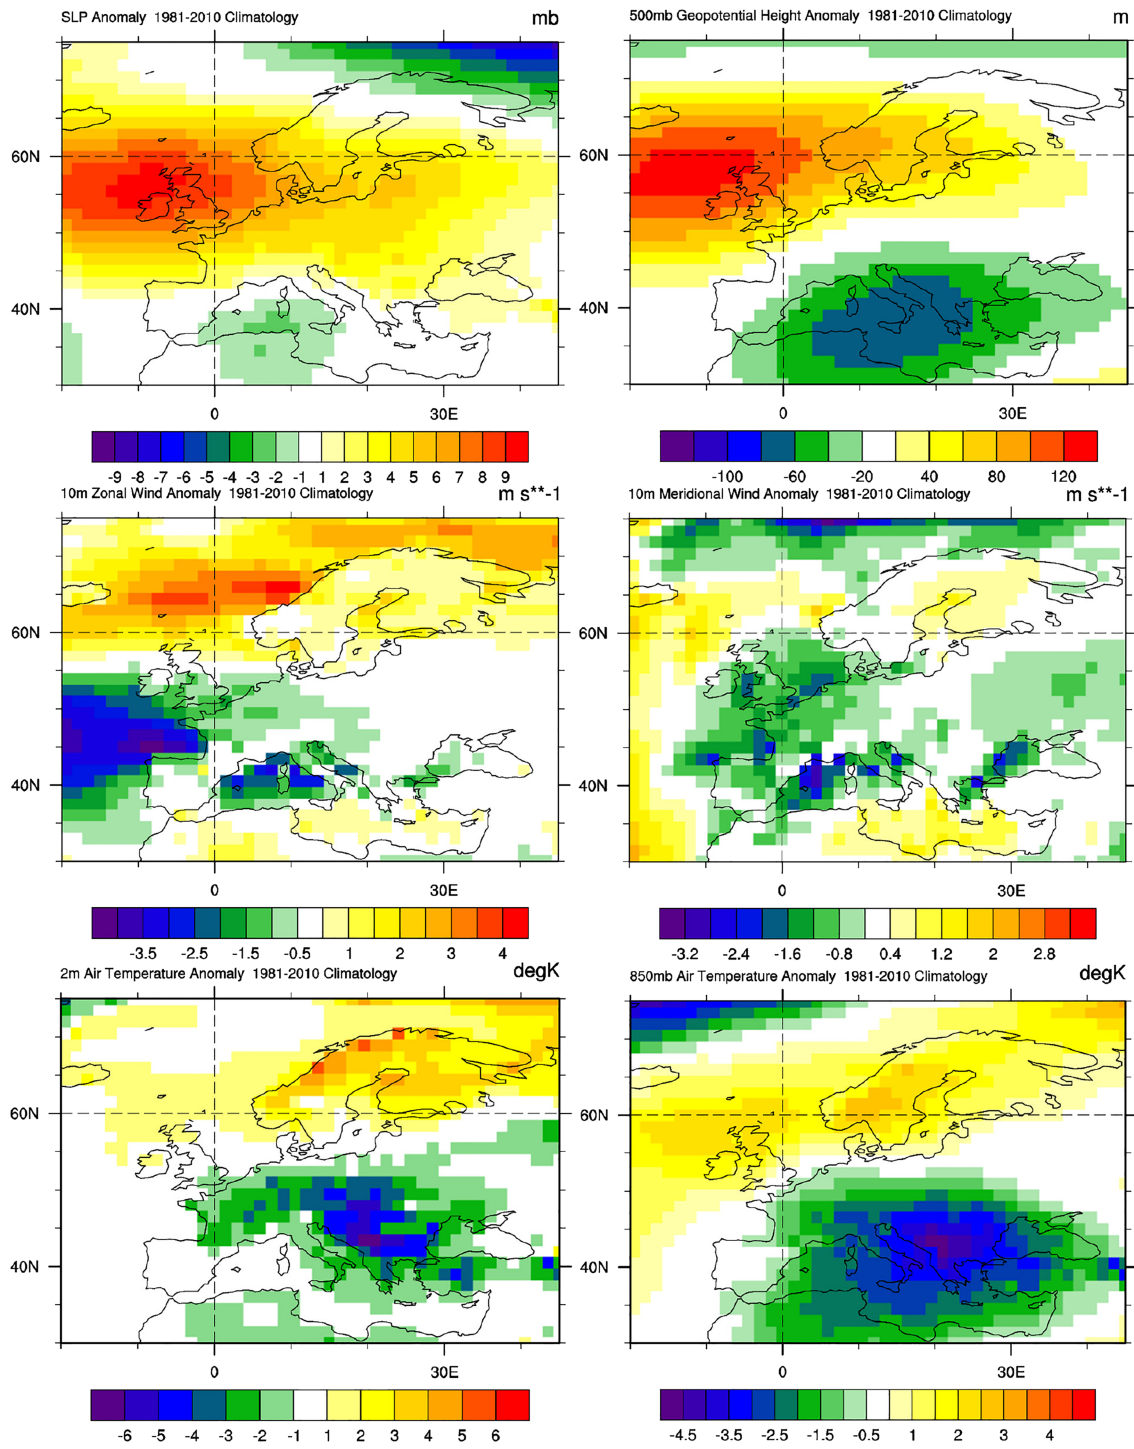 SLP Anomaly 1981-2010 Climatology mb
60N
40N
0 30E
-9 -8 -7 -6 -5 -4 -3 -2 -1 1 2 3 4 5 6 7 8 9
500mb Geopotential Height Anomaly 1981-2010 Climatology m
60N
40N
0 30E
-100 -60 -20 40 80 120
10m Zonal Wind Anomaly 1981-2010 Climatology m s**-1
60N
40N
0 30E
-3.5 -2.5 -1.5 -0.5 1 2 3 4
10m Meridional Wind Anomaly 1981-2010 Climatology m s**-1
60N
40N
0 30E
-3.2 -2.4 -1.6 -0.8 0.4 1.2 2 2.8
2m Air Temperature Anomaly 1981-2010 Climatology degK
60N
40N
0 30E
-6 -5 -4 -3 -2 -1 1 2 3 4 5 6
850mb Air Temperature Anomaly 1981-2010 Climatology degK
60N
40N
0 30E
-4.5 -3.5 -2.5 -1.5 -0.5 1 2 3 4